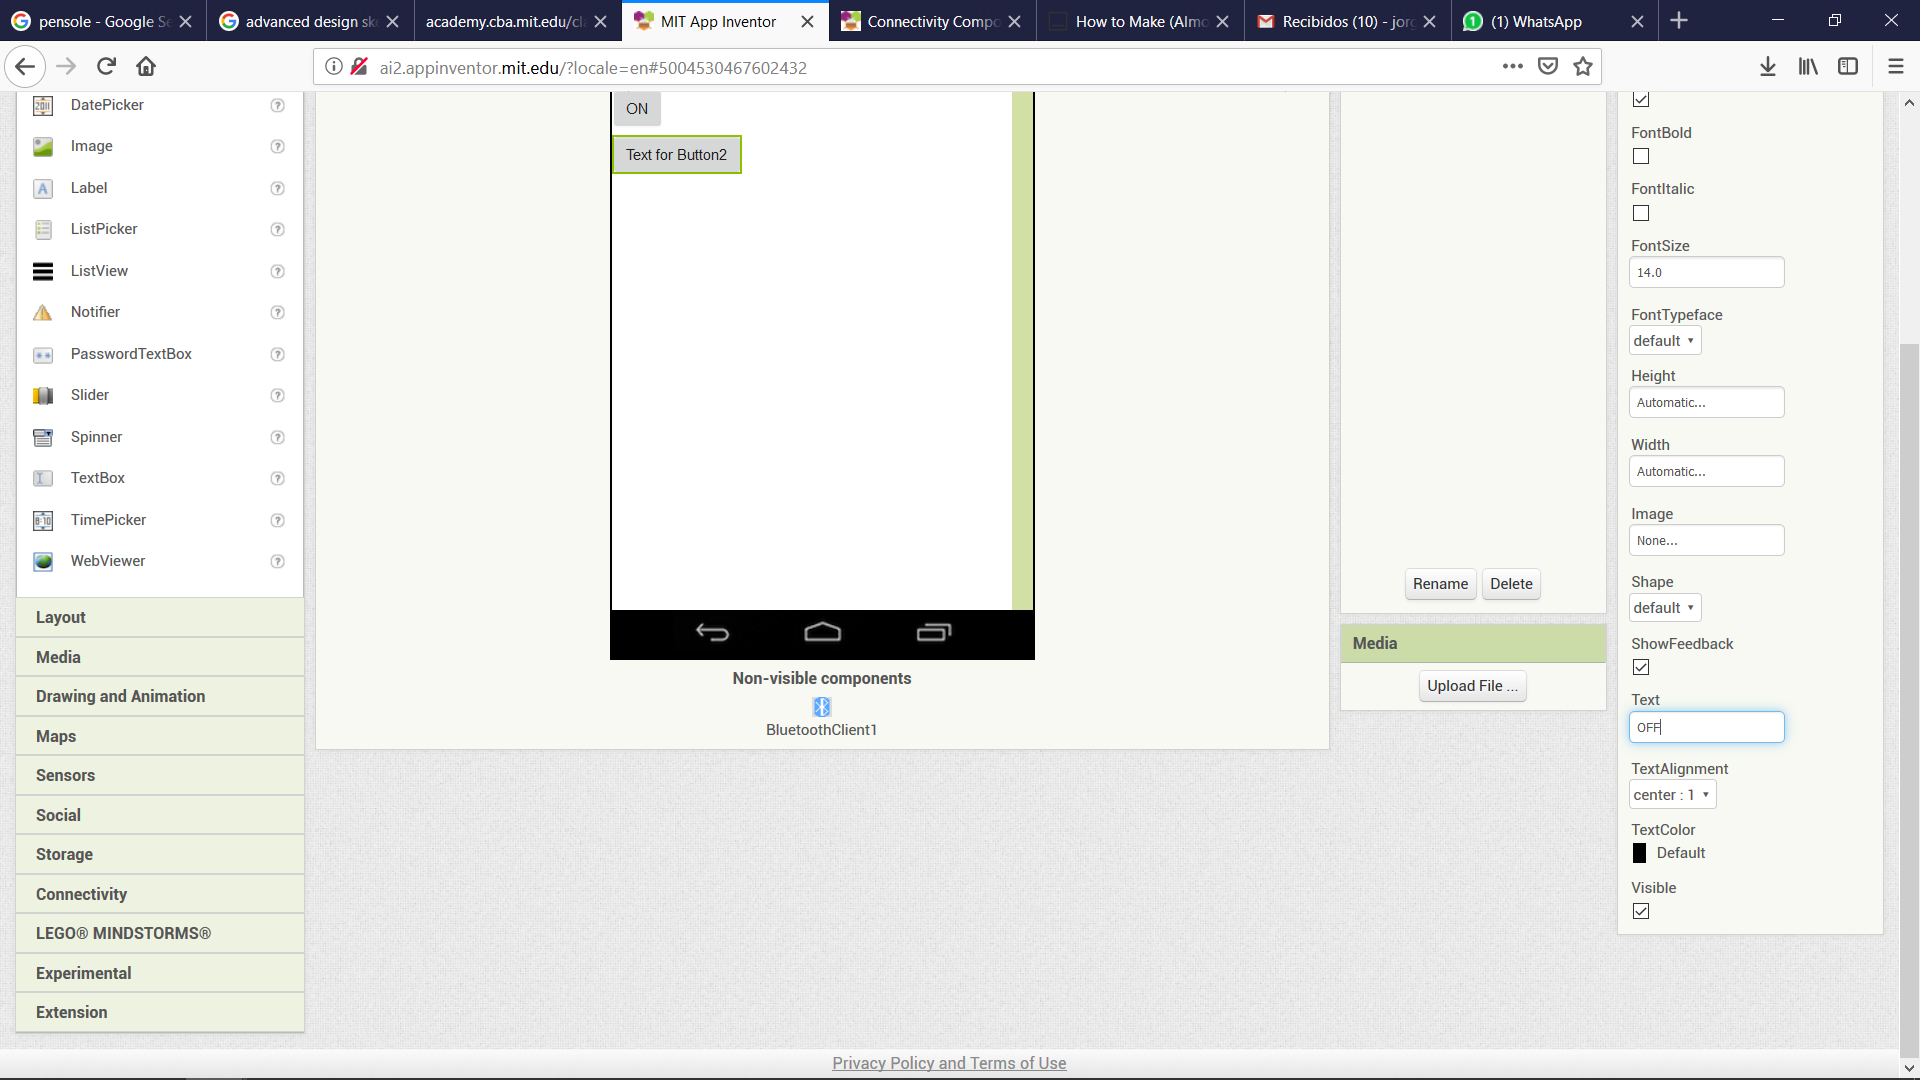 pensole - Google Se
advanced design ske
academy.cba.mit.edu/cla
MIT App Inventor
Connectivity Compo
How to Make (Almo
Recibidos (10) - jorg
(1) WhatsApp
ai2.appinventor.mit.edu/?locale=en#5004530467602432
DatePicker
Image
Label
ListPicker
ListView
Notifier
PasswordTextBox
Slider
Spinner
TextBox
TimePicker
WebViewer
Layout
Media
Drawing and Animation
Maps
Sensors
Social
Storage
Connectivity
LEGO® MINDSTORMS®
Experimental
Extension
ON
Text for Button2
Non-visible components
BluetoothClient1
Rename
Delete
Media
Upload File ...
FontBold
FontItalic
FontSize
14.0
FontTypeface
default
Height
Automatic...
Width
Automatic...
Image
None...
Shape
default
ShowFeedback
Text
OFF
TextAlignment
center : 1
TextColor
Default
Visible
Privacy Policy and Terms of Use